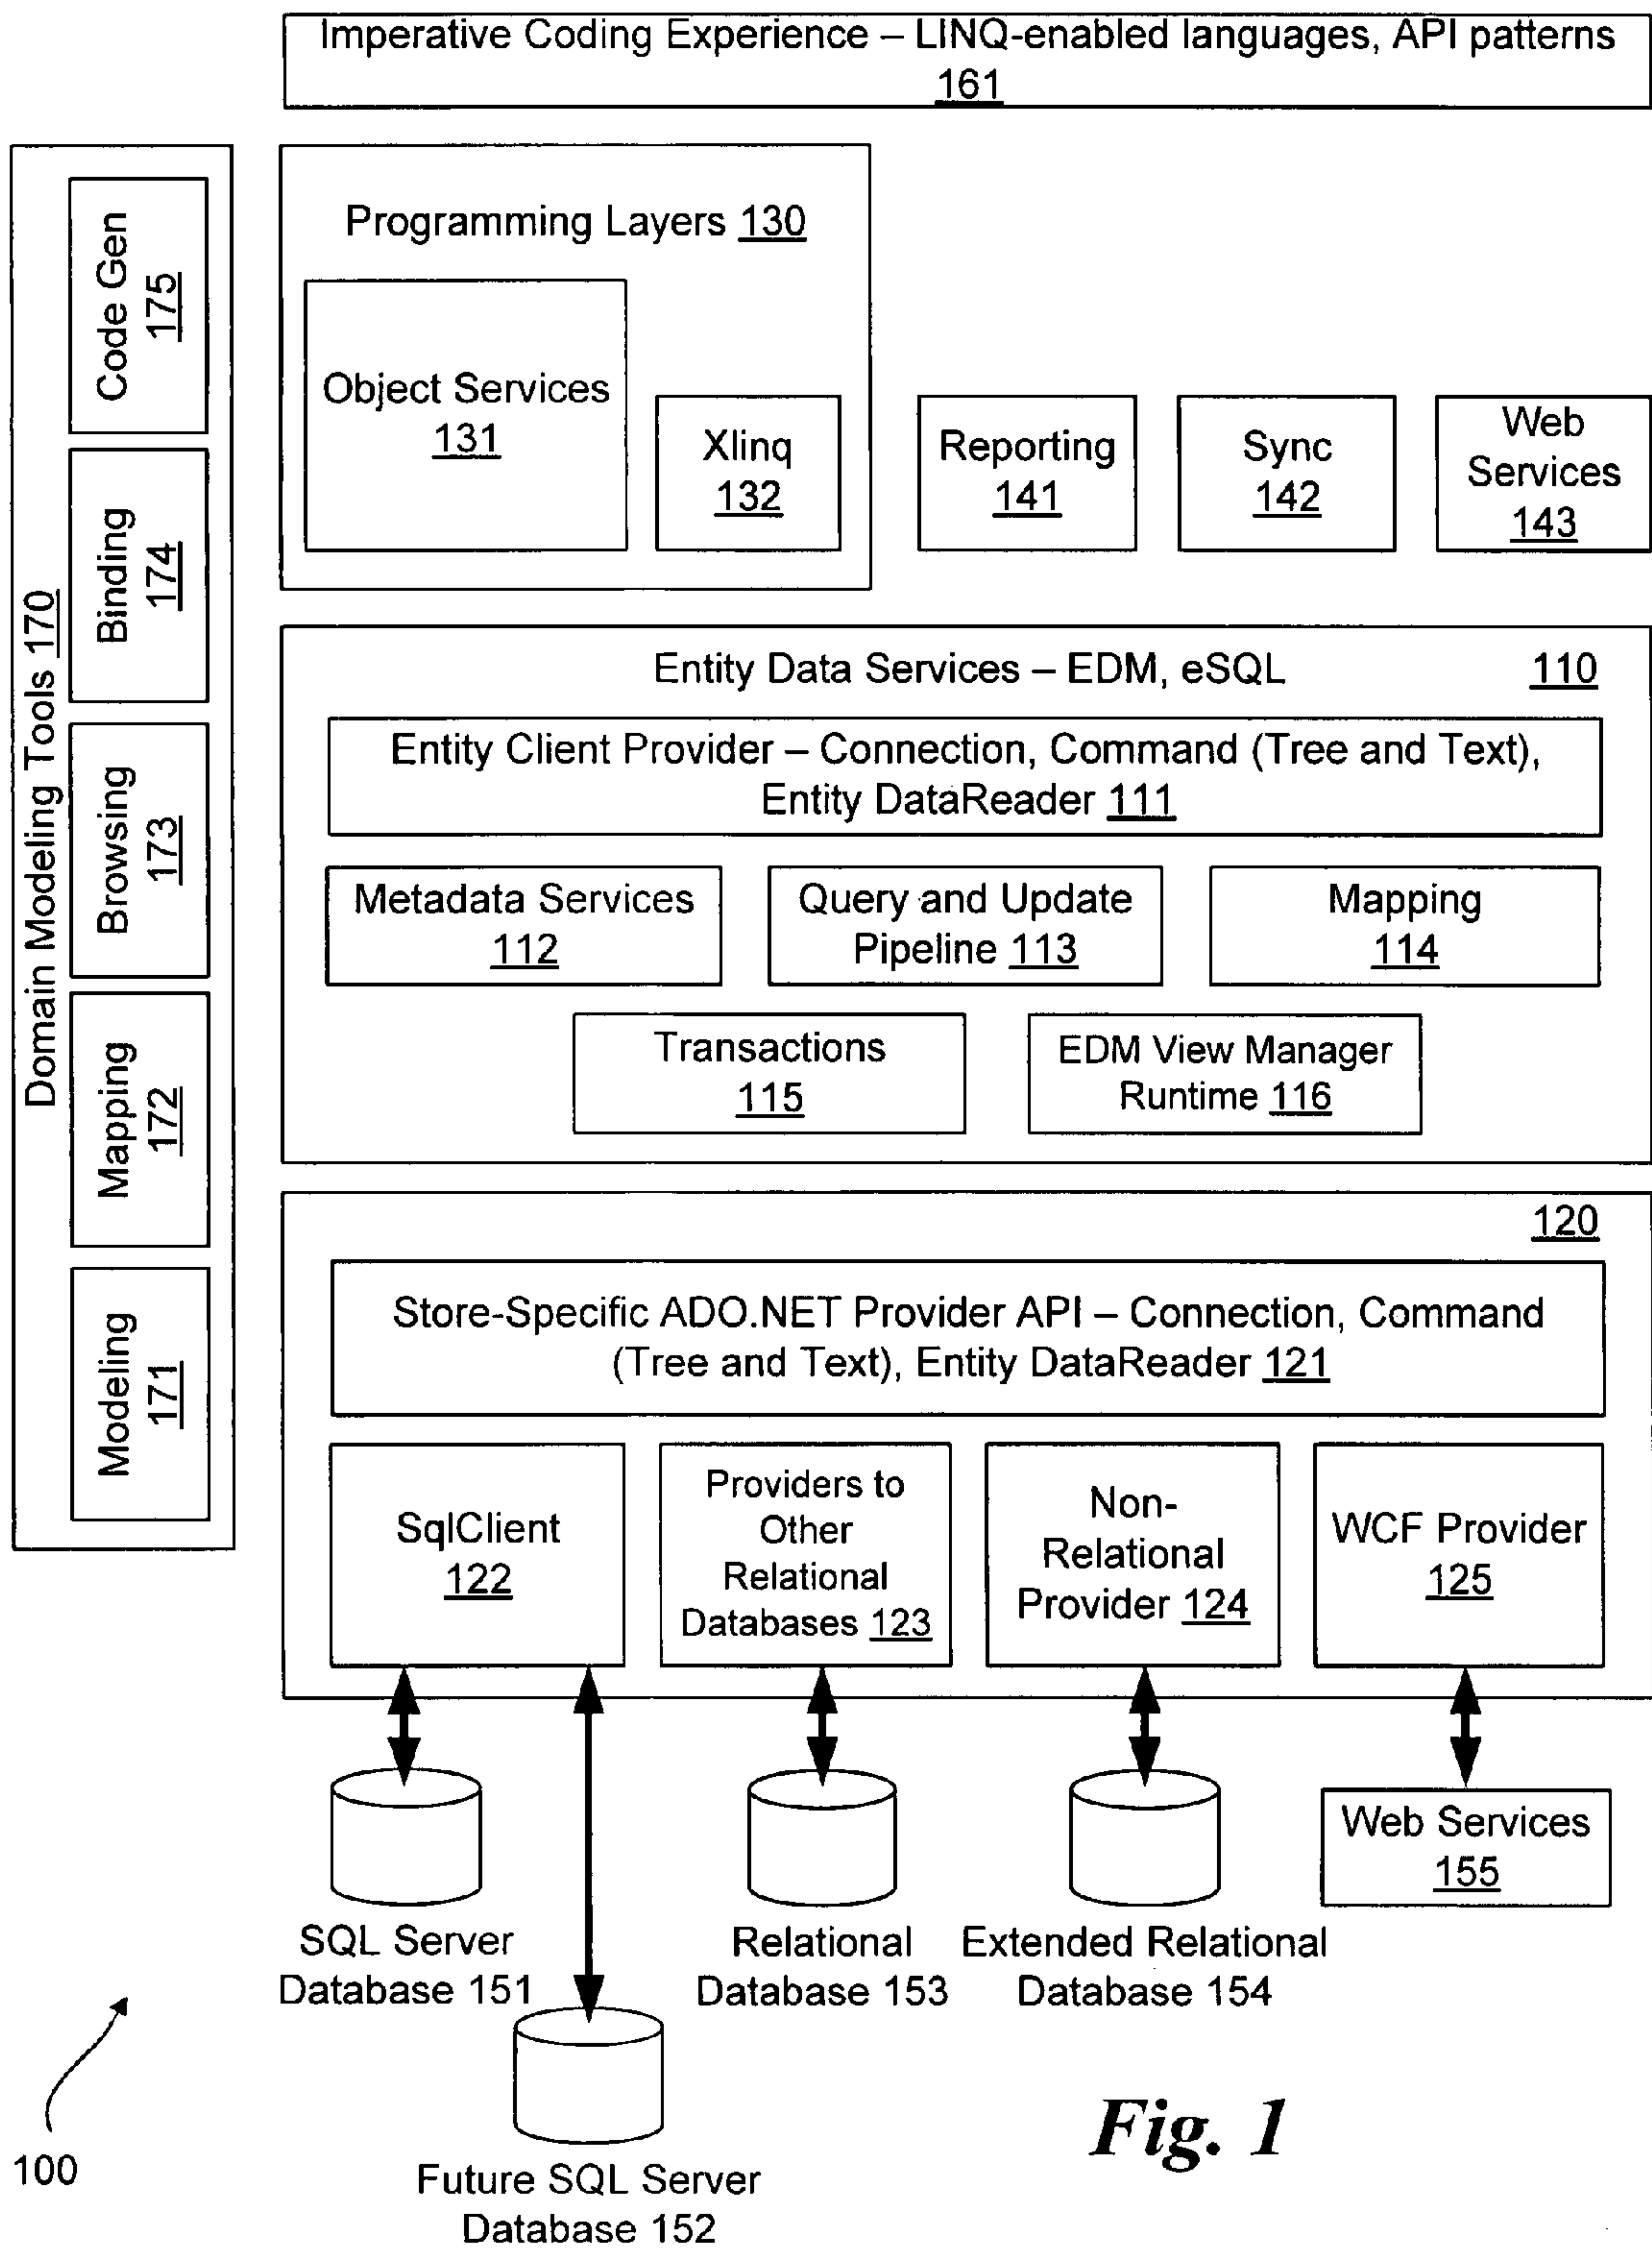 Imperative Coding Experience – LINQ-enabled languages, API patterns
161
Domain Modeling Tools 170
Code Gen
175
Binding
174
Browsing
173
Mapping
172
Modeling
171
Programming Layers 130
Object Services
131
Xlinq
132
Reporting
141
Sync
142
Web
Services
143
Entity Data Services – EDM, eSQL
110
Entity Client Provider – Connection, Command (Tree and Text),
Entity DataReader 111
Metadata Services
112
Query and Update
Pipeline 113
Mapping
114
Transactions
115
EDM View Manager
Runtime 116
120
Store-Specific ADO.NET Provider API – Connection, Command
(Tree and Text), Entity DataReader 121
SqlClient
122
Providers to
Other
Relational
Databases 123
Non-
Relational
Provider 124
WCF Provider
125
SQL Server
Database 151
Relational
Database 153
Extended Relational
Database 154
Web Services
155
Future SQL Server
Database 152
100
Fig. 1